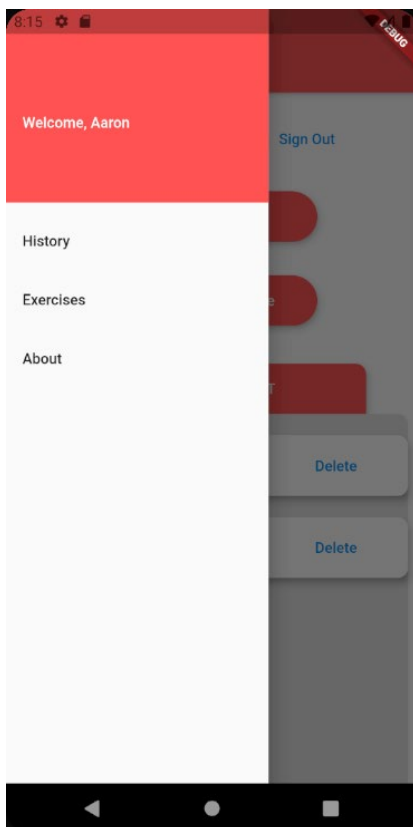 8:15
DEBUG
Welcome, Aaron
Sign Out
History
Exercises
e
About
T
Delete
Delete